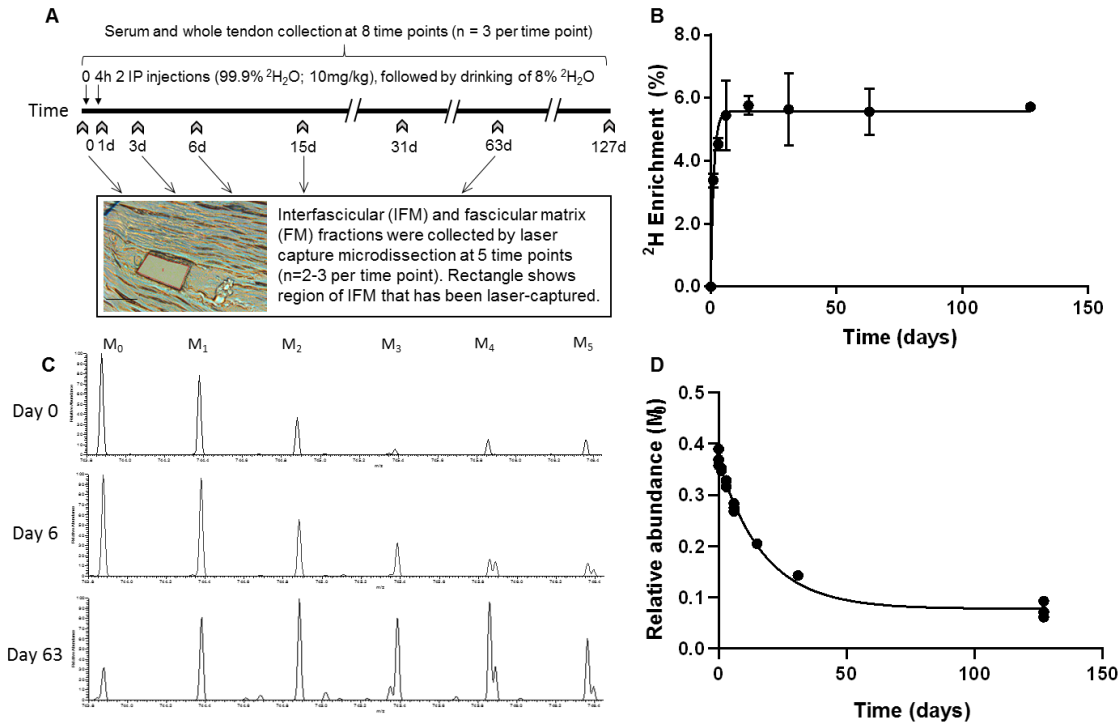 A
Serum and whole tendon collection at 8 time points (n = 3 per time point)
0 4h 2 IP injections (99.9% ²H₂O; 10mg/kg), followed by drinking of 8% ²H₂O
Time
0 1d 3d 6d 15d 31d 63d 127d
Interfascicular (IFM) and fascicular matrix
(FM) fractions were collected by laser
capture microdissection at 5 time points
(n=2-3 per time point). Rectangle shows
region of IFM that has been laser-captured.
B
²H Enrichment (%)
8.0
6.0
4.0
2.0
0.0
0 50 100 150
Time (days)
C
M₀ M₁ M₂ M₃ M₄ M₅
Day 0
Relative Abundance
m/z
Day 6
Relative Abundance
m/z
Day 63
Relative Abundance
m/z
D
Relative abundance (M₀)
0.5
0.4
0.3
0.2
0.1
0.0
0 50 100 150
Time (days)